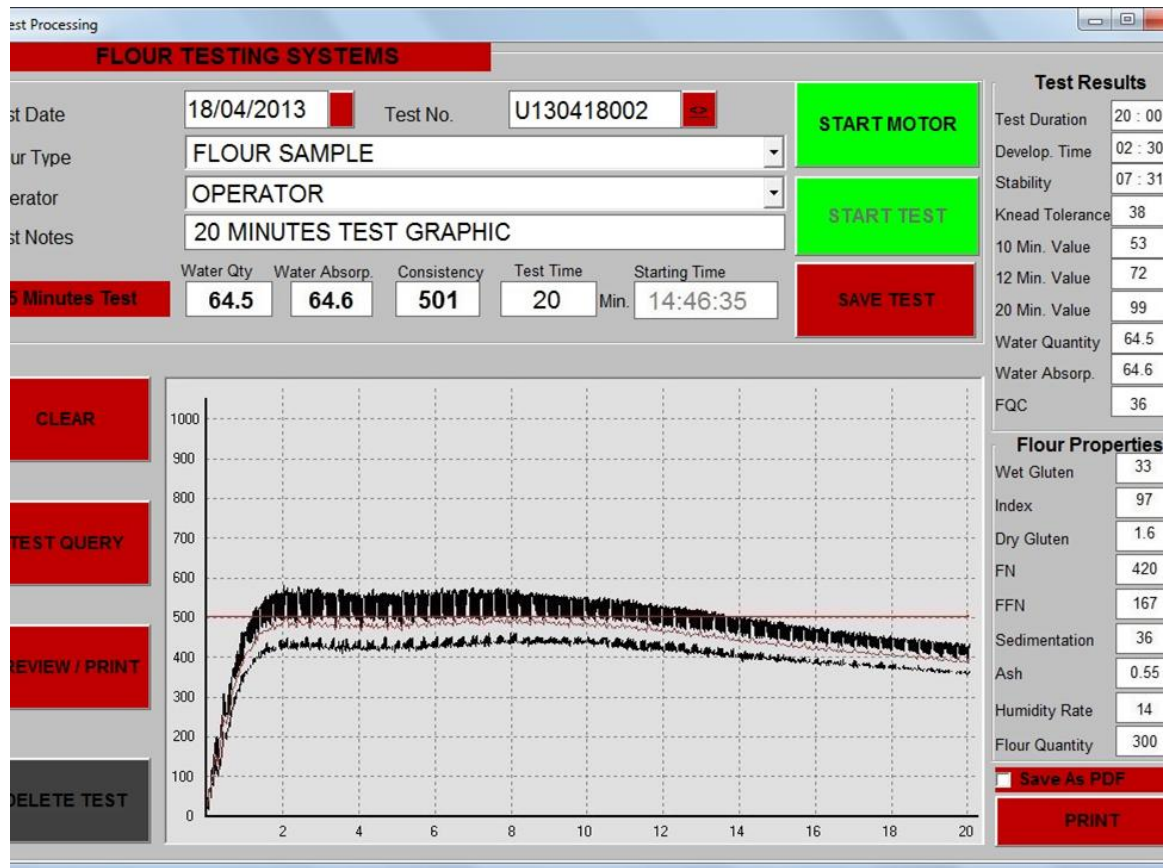 est Processing
FLOUR TESTING SYSTEMS
st Date 18/04/2013 Test No. U130418002 <>
ur Type FLOUR SAMPLE
erator OPERATOR
st Notes 20 MINUTES TEST GRAPHIC
START MOTOR
START TEST
SAVE TEST
Water Qty Water Absorp. Consistency Test Time Starting Time
5 Minutes Test 64.5 64.6 501 20 Min. 14:46:35
CLEAR
TEST QUERY
REVIEW / PRINT
DELETE TEST
1000
900
800
700
600
500
400
300
200
100
0
2 4 6 8 10 12 14 16 18 20
Test Results
Test Duration 20 : 00
Develop. Time 02 : 30
Stability 07 : 31
Knead Tolerance 38
10 Min. Value 53
12 Min. Value 72
20 Min. Value 99
Water Quantity 64.5
Water Absorp. 64.6
FQC 36
Flour Properties
Wet Gluten 33
Index 97
Dry Gluten 1.6
FN 420
FFN 167
Sedimentation 36
Ash 0.55
Humidity Rate 14
Flour Quantity 300
Save As PDF
PRINT